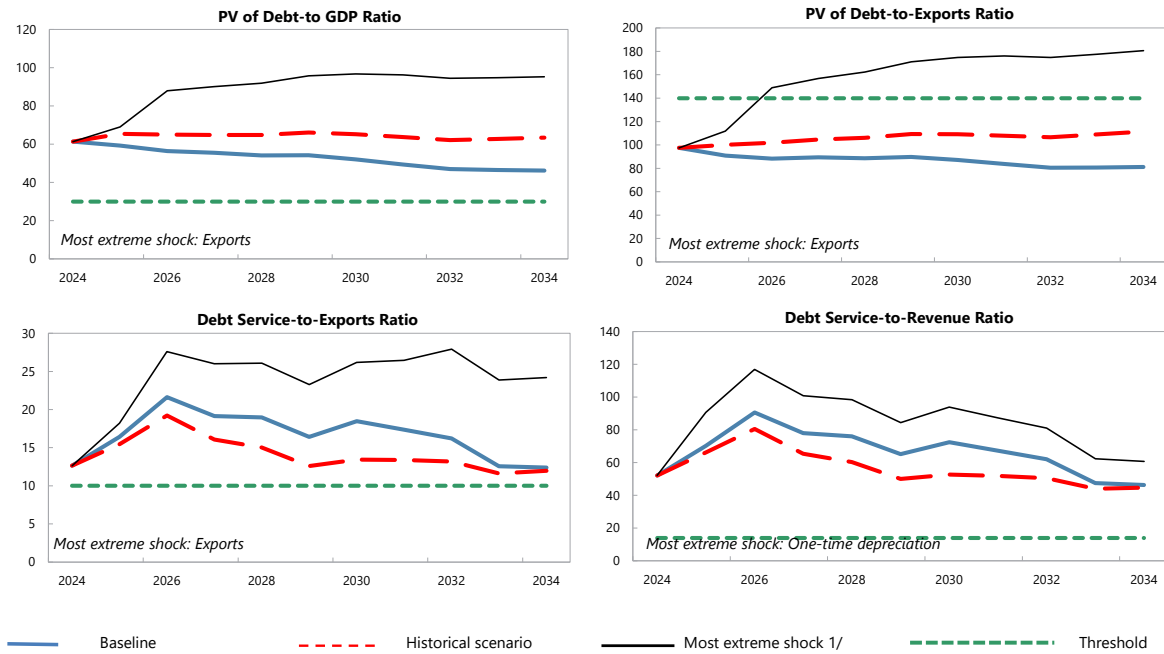 PV of Debt-to GDP Ratio
120
100
80
60
40
20
0
Most extreme shock: Exports
2024 2026 2028 2030 2032 2034
PV of Debt-to-Exports Ratio
200
180
160
140
120
100
80
60
40
20
0
Most extreme shock: Exports
2024 2026 2028 2030 2032 2034
Debt Service-to-Exports Ratio
30
25
20
15
10
5
0
Most extreme shock: Exports
2024 2026 2028 2030 2032 2034
Debt Service-to-Revenue Ratio
140
120
100
80
60
40
20
0
Most extreme shock: One-time depreciation
2024 2026 2028 2030 2032 2034
Baseline Historical scenario Most extreme shock 1/ Threshold